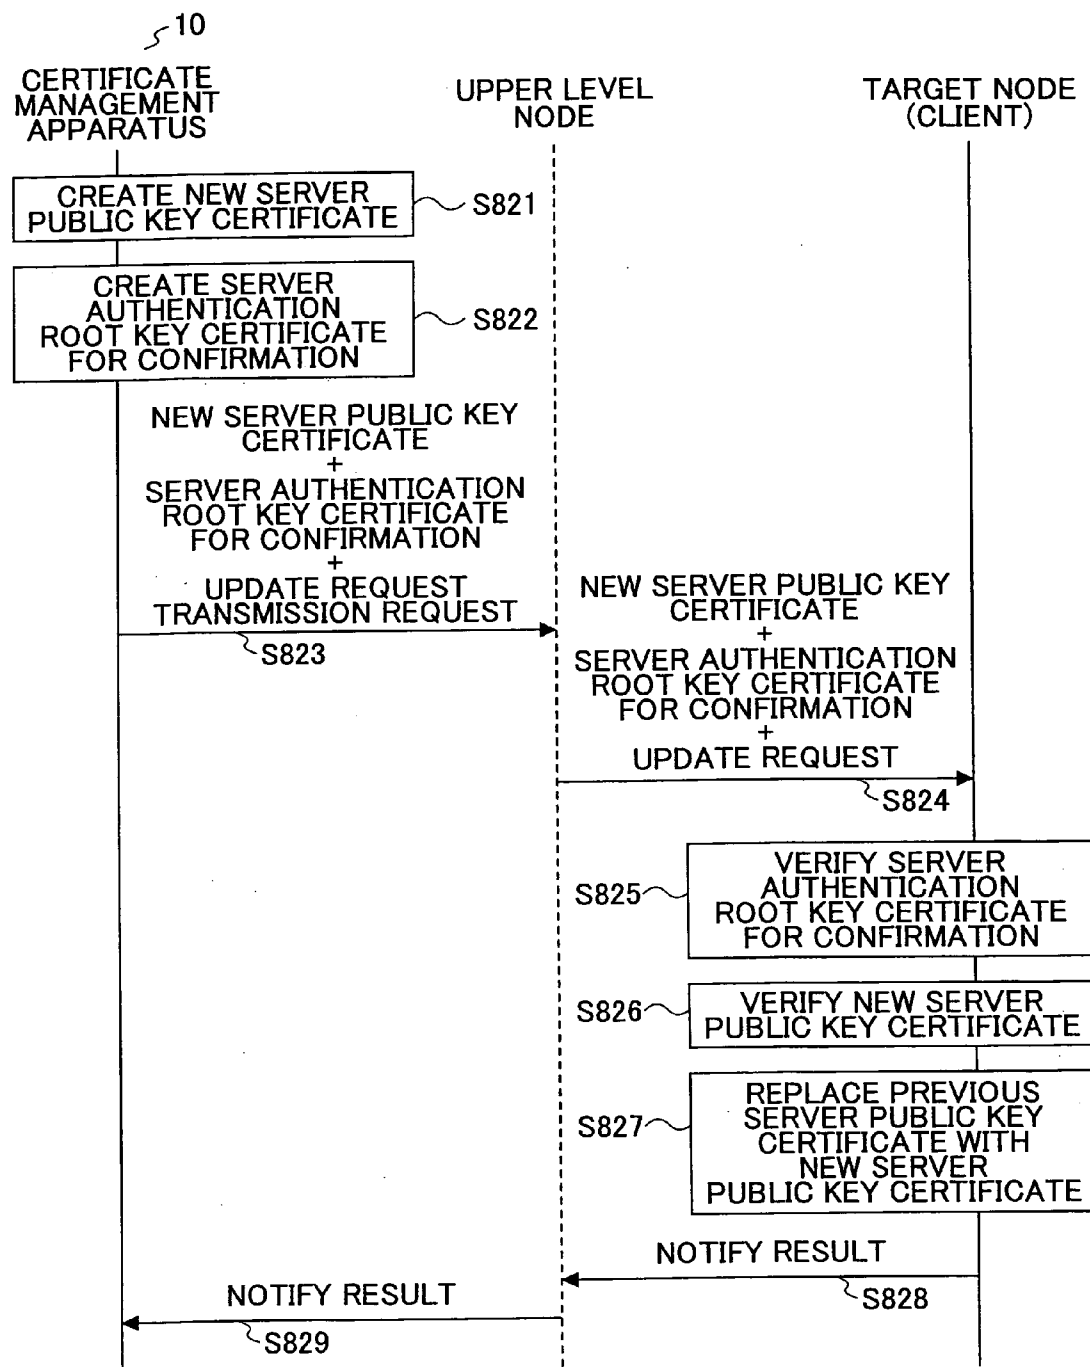 10
CERTIFICATE
MANAGEMENT
APPARATUS
UPPER LEVEL
NODE
TARGET NODE
(CLIENT)
CREATE NEW SERVER
PUBLIC KEY CERTIFICATE
S821
CREATE SERVER
AUTHENTICATION
ROOT KEY CERTIFICATE
FOR CONFIRMATION
S822
NEW SERVER PUBLIC KEY
CERTIFICATE
+
SERVER AUTHENTICATION
ROOT KEY CERTIFICATE
FOR CONFIRMATION
+
UPDATE REQUEST
TRANSMISSION REQUEST
S823
NEW SERVER PUBLIC KEY
CERTIFICATE
+
SERVER AUTHENTICATION
ROOT KEY CERTIFICATE
FOR CONFIRMATION
+
UPDATE REQUEST
S824
VERIFY SERVER
AUTHENTICATION
ROOT KEY CERTIFICATE
FOR CONFIRMATION
S825
VERIFY NEW SERVER
PUBLIC KEY CERTIFICATE
S826
REPLACE PREVIOUS
SERVER PUBLIC KEY
CERTIFICATE WITH
NEW SERVER
PUBLIC KEY CERTIFICATE
S827
NOTIFY RESULT
S828
NOTIFY RESULT
S829